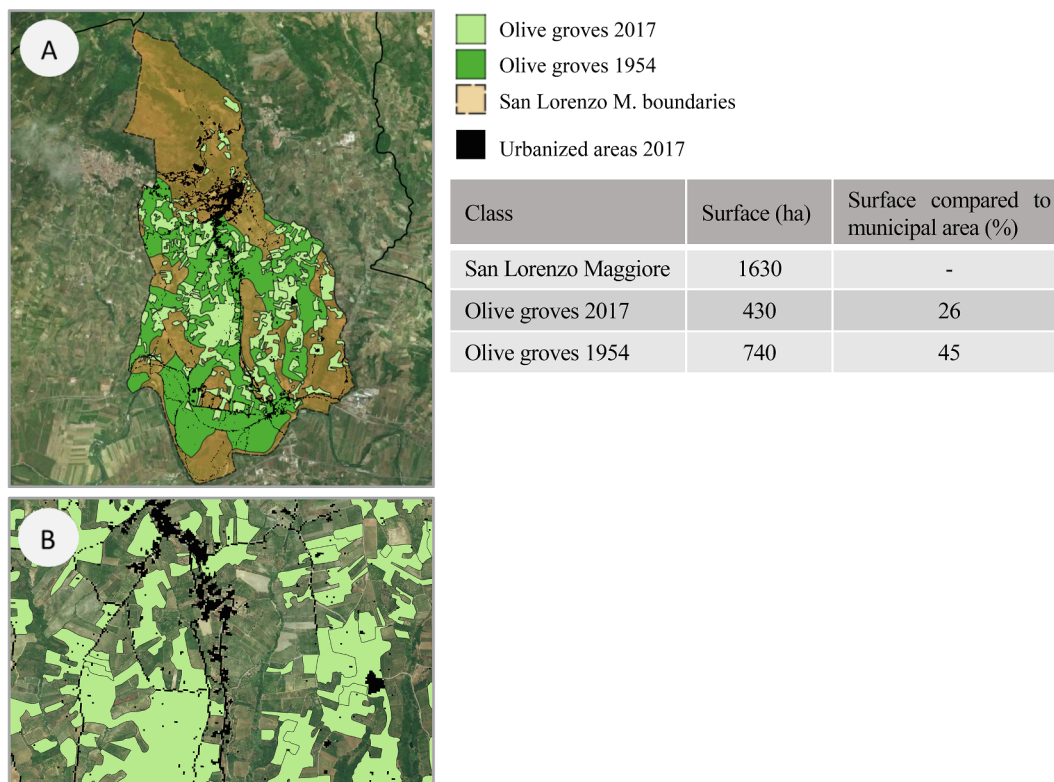 A
Olive groves 2017
Olive groves 1954
San Lorenzo M. boundaries
Urbanized areas 2017
Class Surface (ha) Surface compared to
municipal area (%)
San Lorenzo Maggiore 1630 -
Olive groves 2017 430 26
Olive groves 1954 740 45
B